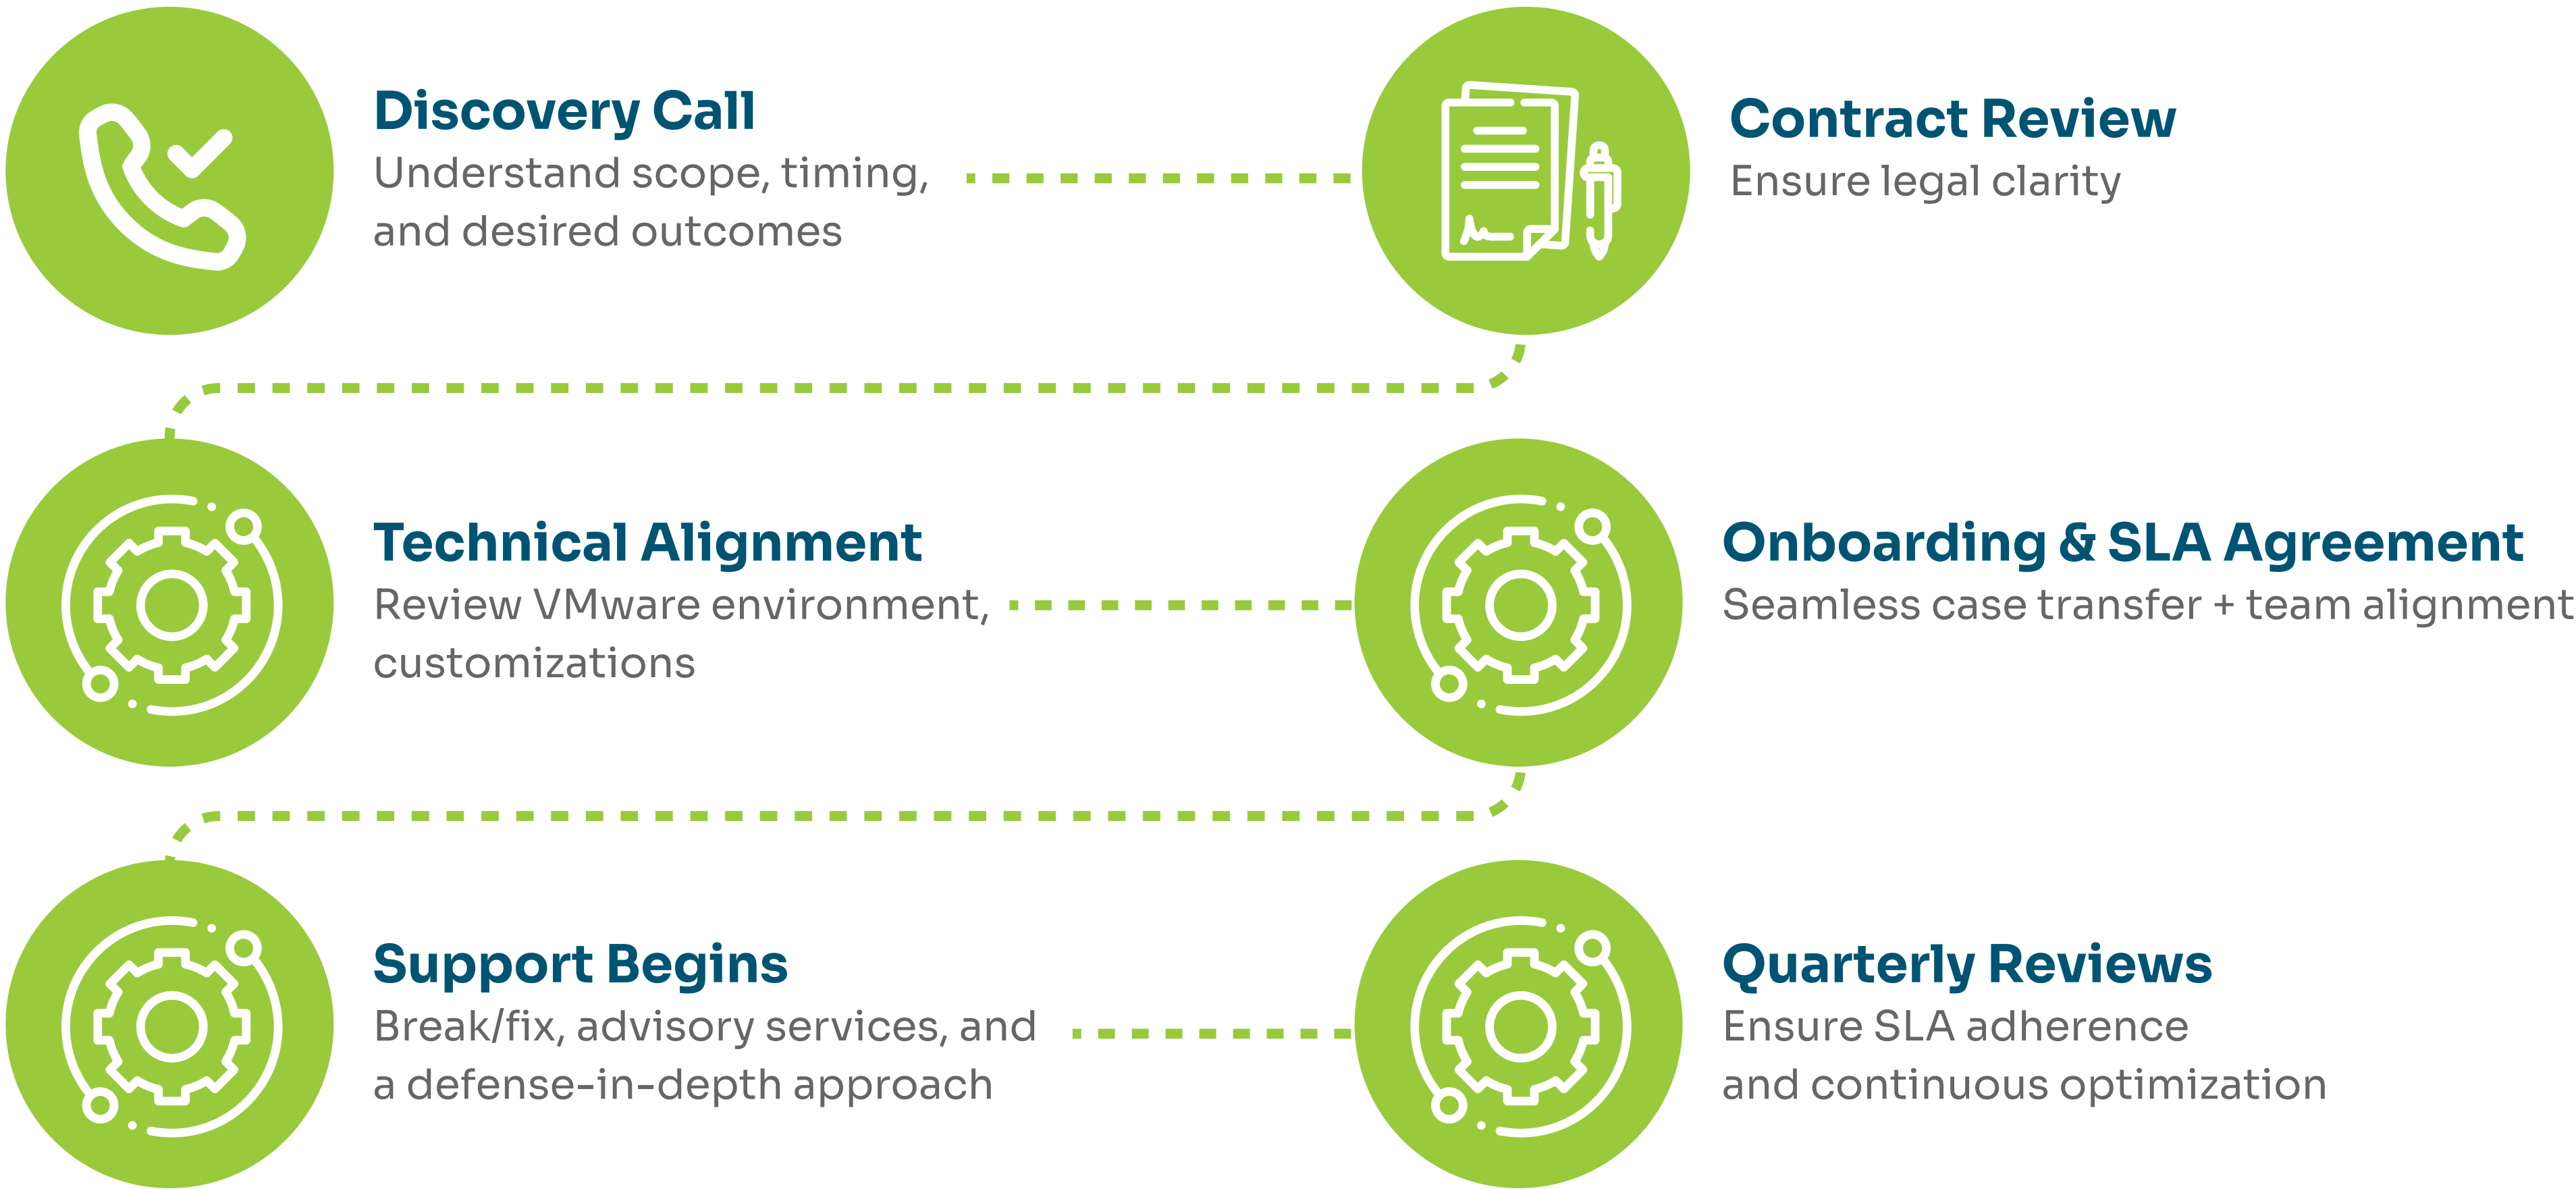 Discovery Call
Understand scope, timing,
and desired outcomes
Contract Review
Ensure legal clarity
Technical Alignment
Review VMware environment,
customizations
Onboarding & SLA Agreement
Seamless case transfer + team alignment
Support Begins
Break/fix, advisory services, and
a defense-in-depth approach
Quarterly Reviews
Ensure SLA adherence
and continuous optimization